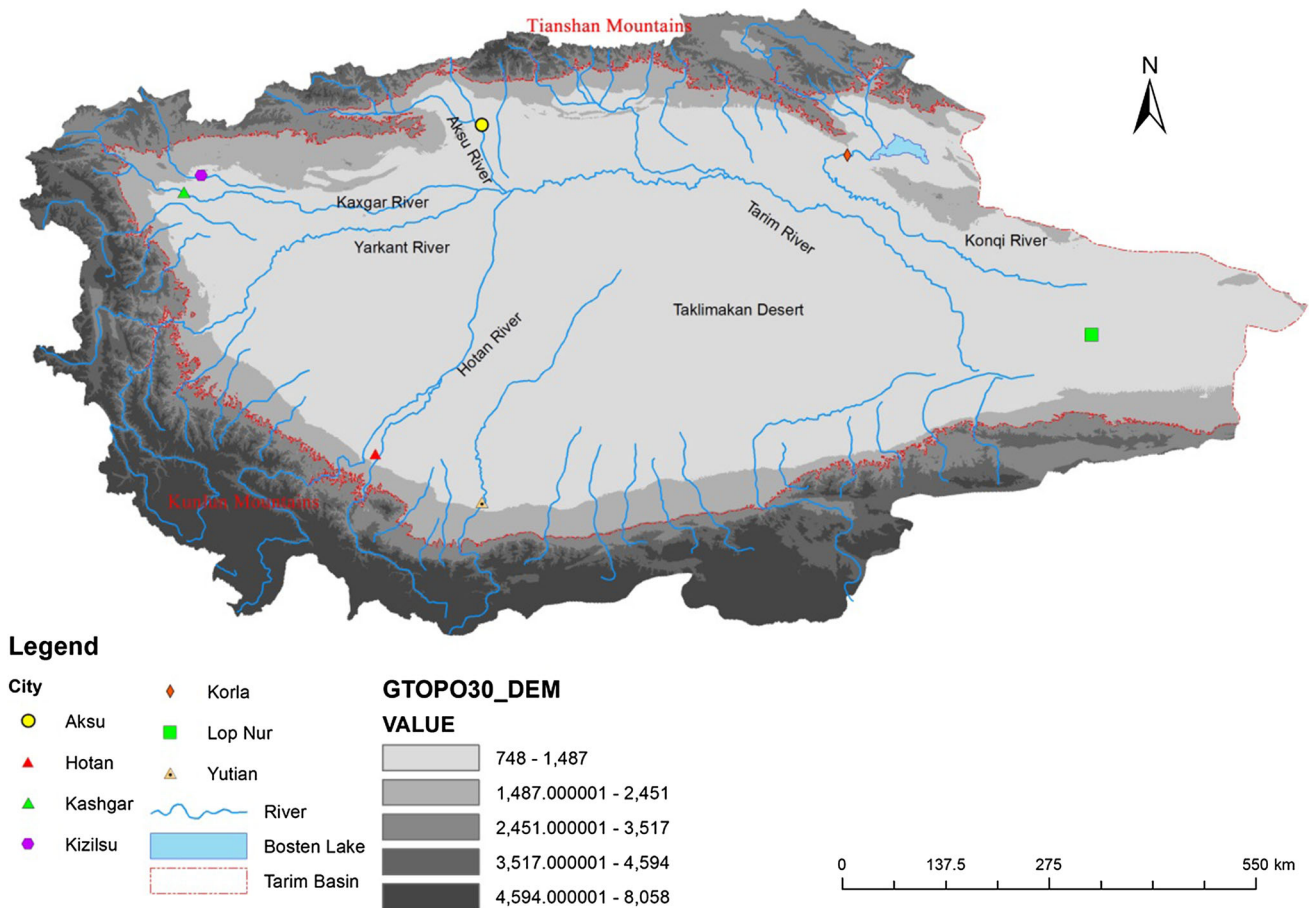 Tianshan Mountains
N
Aksu River
Kaxgar River
Yarkant River
Tarim River
Konqi River
Taklimakan Desert
Hotan River
Kunlun Mountains
Legend
City
Aksu
Hotan
Kashgar
Kizilsu
Korla
Lop Nur
Yutian
River
Bosten Lake
Tarim Basin
GTOPO30_DEM
VALUE
748 - 1,487
1,487.000001 - 2,451
2,451.000001 - 3,517
3,517.000001 - 4,594
4,594.000001 - 8,058
0 137.5 275 550 km